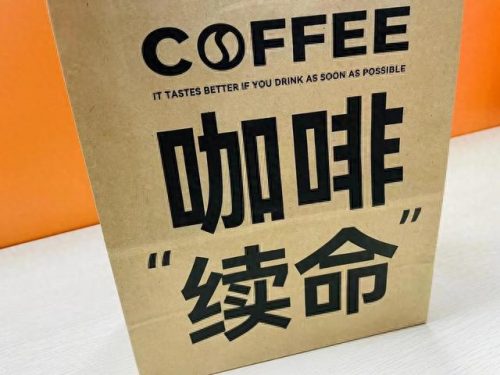 COFFEE
IT TASTES BETTER IF YOU DRINK AS SOON AS POSSIBLE
咖啡
“续命”